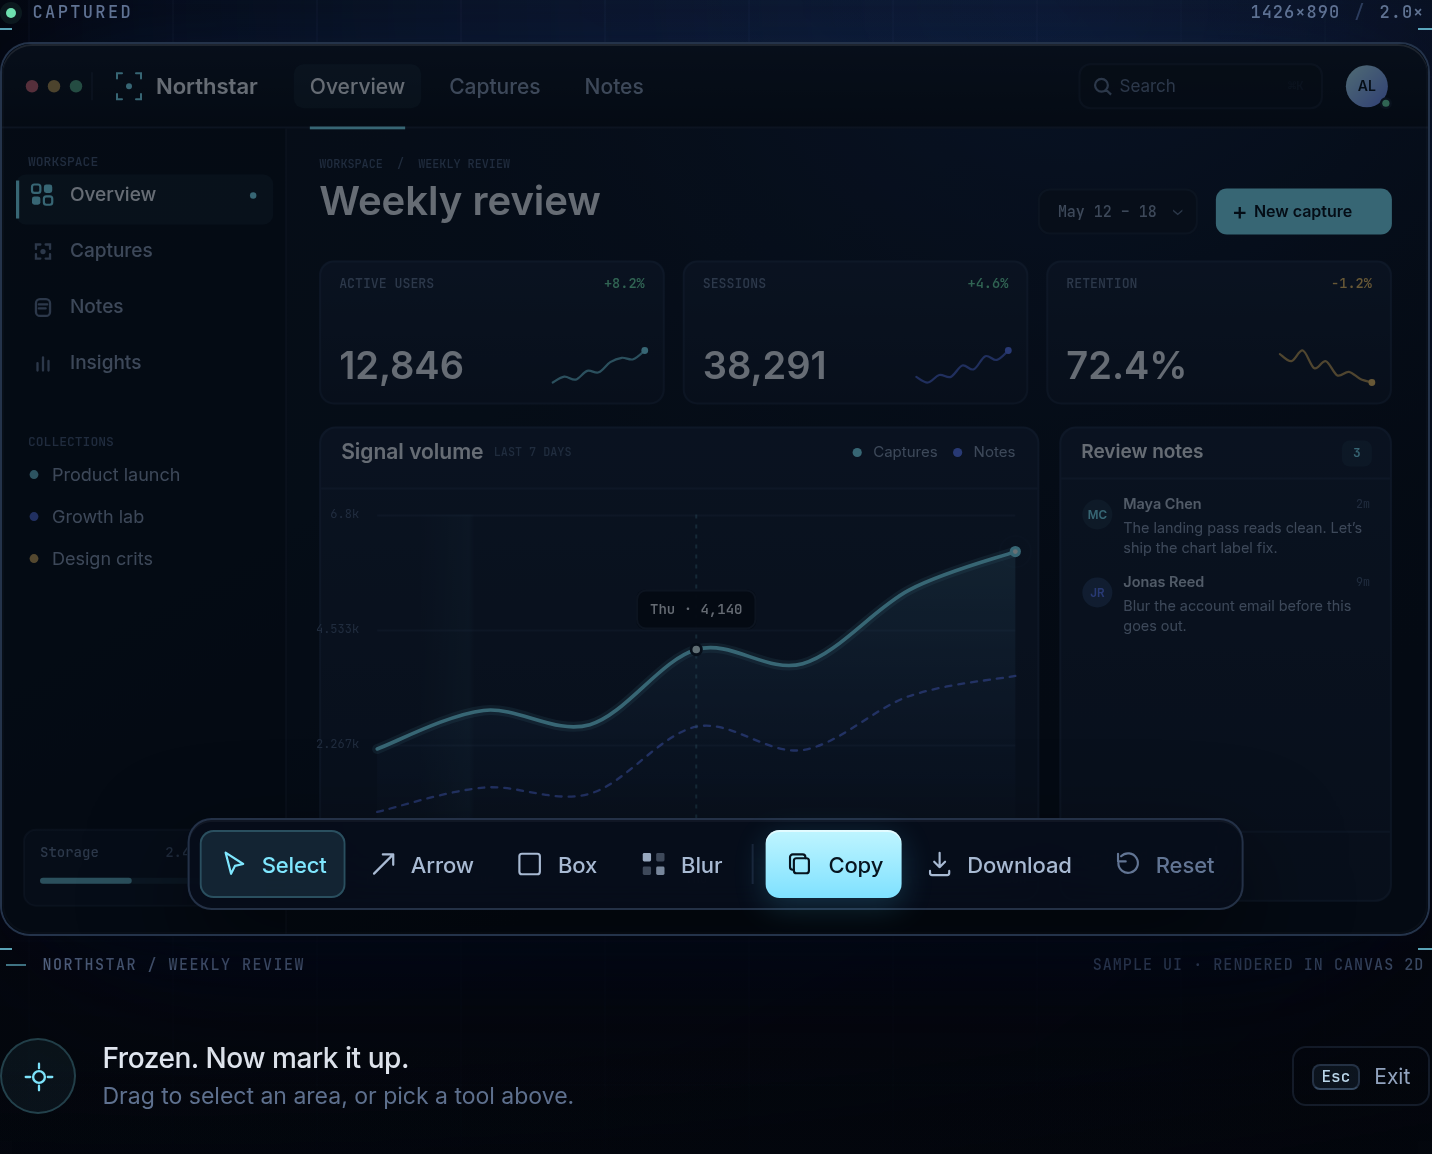 CAPTURED
1426×890 / 2.0×
Northstar
Overview
Captures
Notes
Search
AL
WORKSPACE
Overview
Captures
Notes
Insights
COLLECTIONS
Product launch
Growth lab
Design crits
Storage 2.4
WORKSPACE / WEEKLY REVIEW
Weekly review
May 12 – 18
+ New capture
ACTIVE USERS +8.2%
12,846
SESSIONS +4.6%
38,291
RETENTION -1.2%
72.4%
Signal volume LAST 7 DAYS
Captures Notes
6.8k
4.533k
2.267k
Thu · 4,140
Review notes 3
MC Maya Chen 2m
The landing pass reads clean. Let’s
ship the chart label fix.
JR Jonas Reed 9m
Blur the account email before this
goes out.
Select
Arrow
Box
Blur
Copy
Download
Reset
NORTHSTAR / WEEKLY REVIEW
SAMPLE UI · RENDERED IN CANVAS 2D
Frozen. Now mark it up.
Drag to select an area, or pick a tool above.
Esc Exit